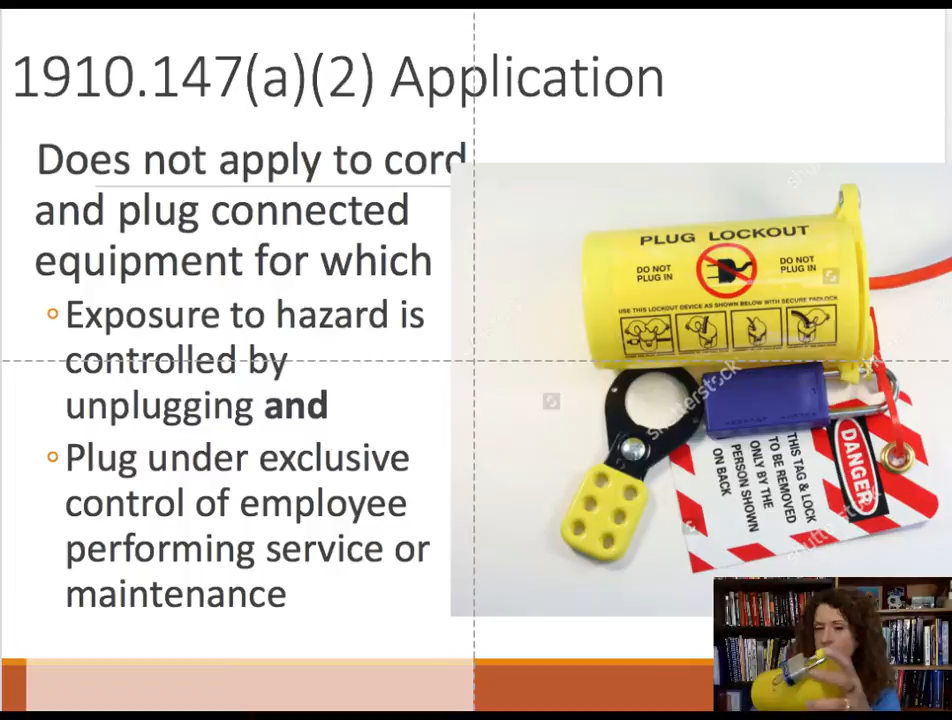 1910.147(a)(2) Application
Does not apply to cord
and plug connected
equipment for which
Exposure to hazard is
controlled by
unplugging and
Plug under exclusive
control of employee
performing service or
maintenance
PLUG LOCKOUT
DO NOT
PLUG IN
DO NOT
PLUG IN
USE THIS LOCKOUT DEVICE AS SHOWN BELOW WITH SECURE PADLOCK
shutterstock
DANGER
THIS TAG & LOCK
TO BE REMOVED
ONLY BY THE
PERSON SHOWN
ON BACK